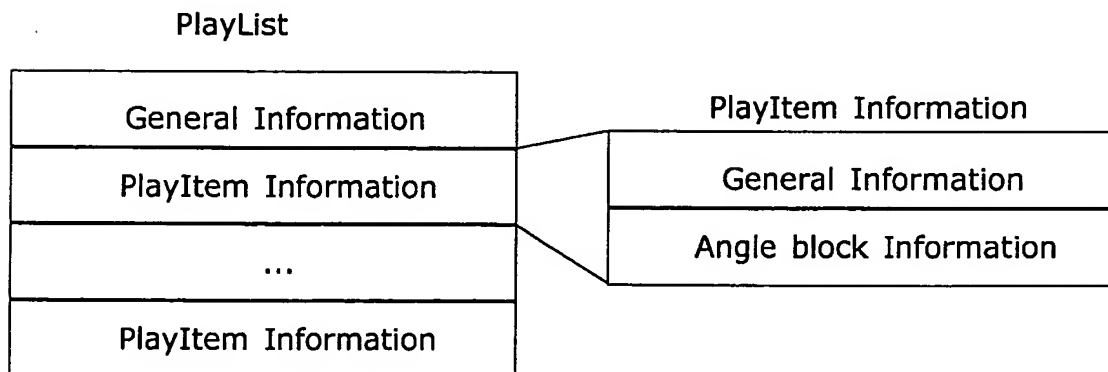 PlayList
General Information
PlayItem Information
...
PlayItem Information
PlayItem Information
General Information
Angle block Information